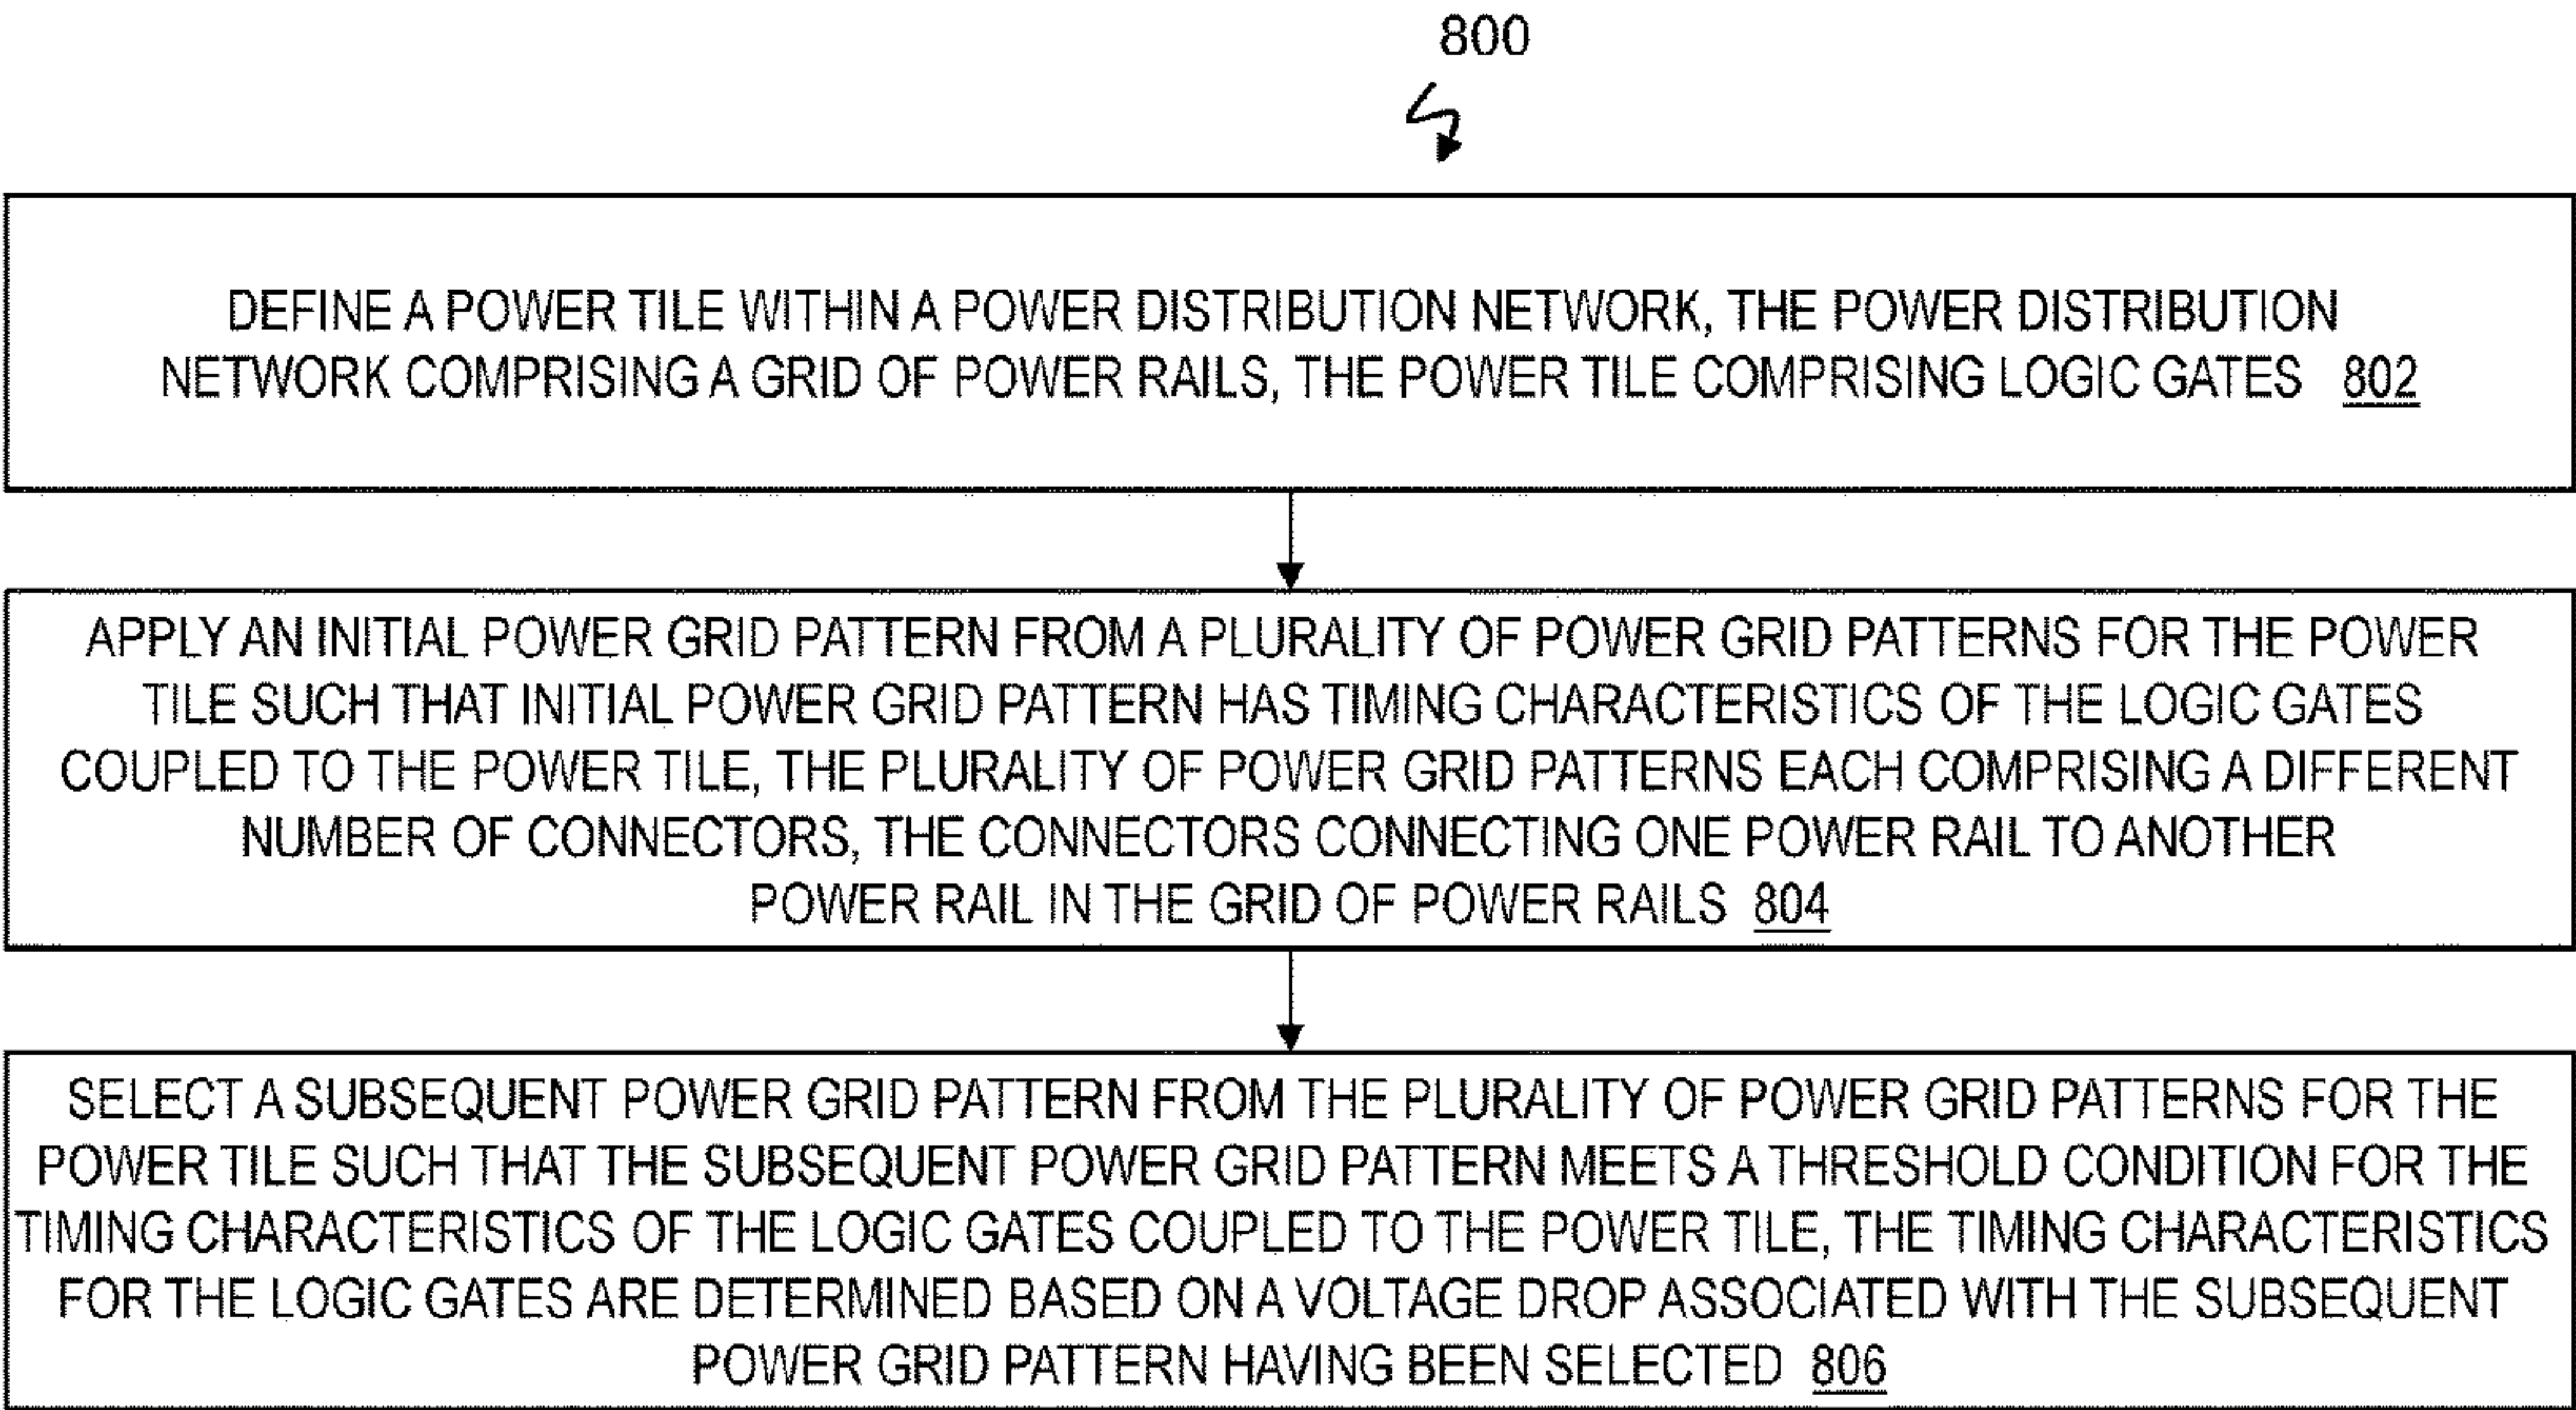 800
DEFINE A POWER TILE WITHIN A POWER DISTRIBUTION NETWORK, THE POWER DISTRIBUTION
NETWORK COMPRISING A GRID OF POWER RAILS, THE POWER TILE COMPRISING LOGIC GATES 802
APPLY AN INITIAL POWER GRID PATTERN FROM A PLURALITY OF POWER GRID PATTERNS FOR THE POWER
TILE SUCH THAT INITIAL POWER GRID PATTERN HAS TIMING CHARACTERISTICS OF THE LOGIC GATES
COUPLED TO THE POWER TILE, THE PLURALITY OF POWER GRID PATTERNS EACH COMPRISING A DIFFERENT
NUMBER OF CONNECTORS, THE CONNECTORS CONNECTING ONE POWER RAIL TO ANOTHER
POWER RAIL IN THE GRID OF POWER RAILS 804
SELECT A SUBSEQUENT POWER GRID PATTERN FROM THE PLURALITY OF POWER GRID PATTERNS FOR THE
POWER TILE SUCH THAT THE SUBSEQUENT POWER GRID PATTERN MEETS A THRESHOLD CONDITION FOR THE
TIMING CHARACTERISTICS OF THE LOGIC GATES COUPLED TO THE POWER TILE, THE TIMING CHARACTERISTICS
FOR THE LOGIC GATES ARE DETERMINED BASED ON A VOLTAGE DROP ASSOCIATED WITH THE SUBSEQUENT
POWER GRID PATTERN HAVING BEEN SELECTED 806